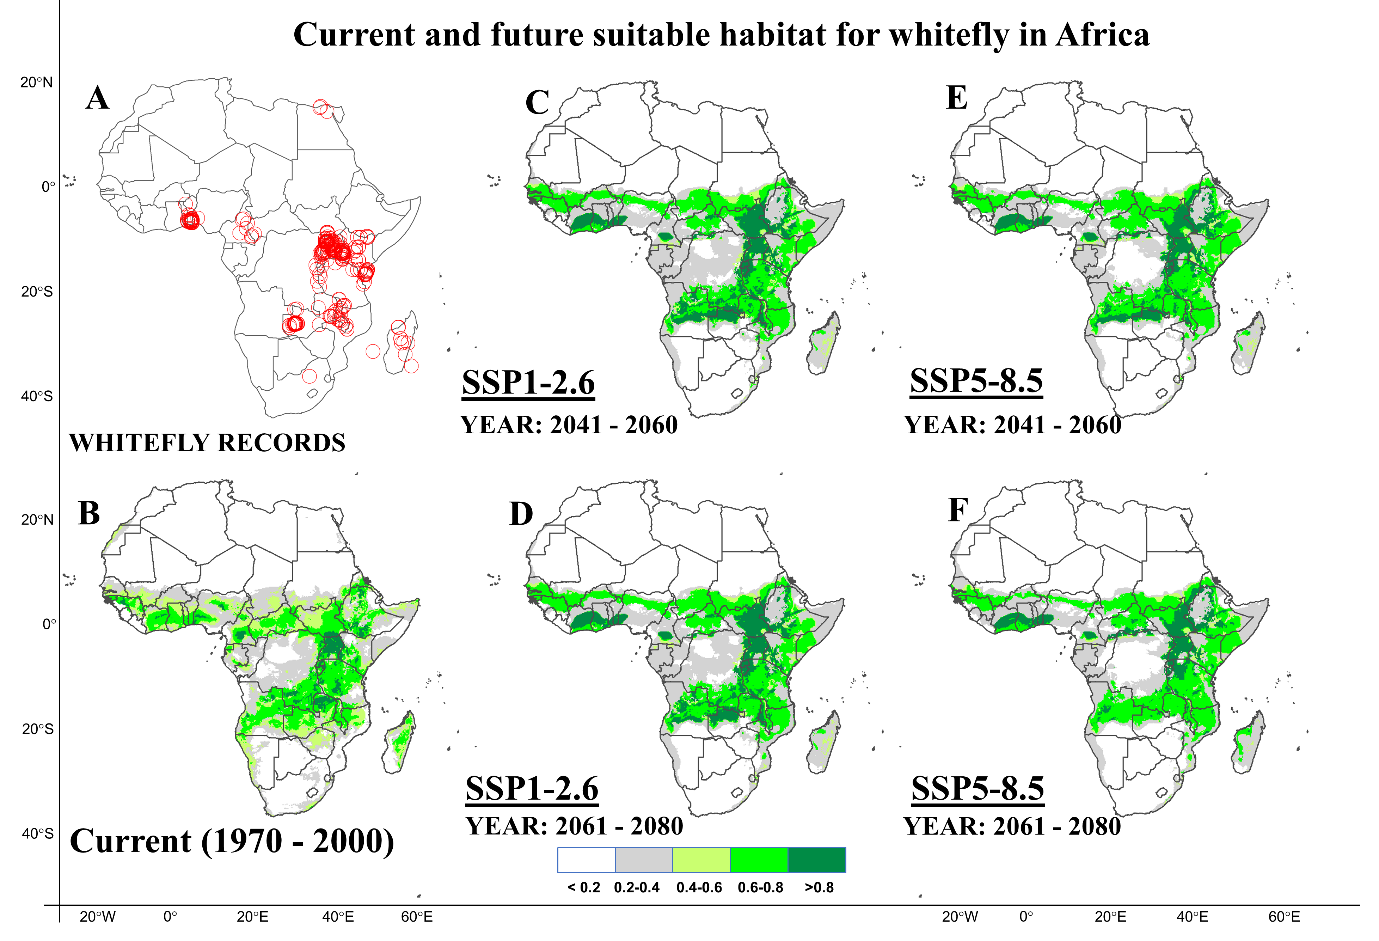 Current and future suitable habitat for whitefly in Africa
A
C
E
20°N
0°
20°S
40°S
SSP1-2.6
YEAR: 2041 - 2060
SSP5-8.5
YEAR: 2041 - 2060
WHITEFLY RECORDS
B
D
F
20°N
0°
20°S
40°S
SSP1-2.6
YEAR: 2061 - 2080
SSP5-8.5
YEAR: 2061 - 2080
Current (1970 - 2000)
< 0.2 0.2-0.4 0.4-0.6 0.6-0.8 >0.8
20°W 0° 20°E 40°E 60°E 20°W 0° 20°E 40°E 60°E